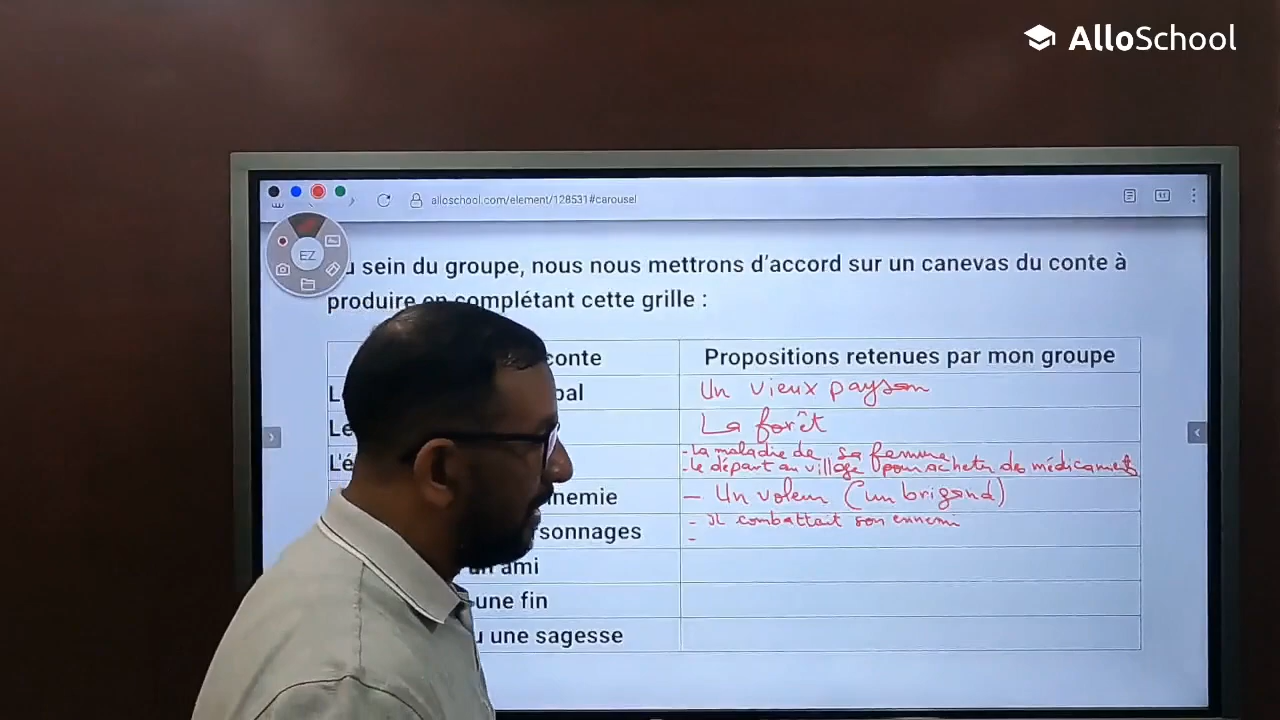 AlloSchool
alloschool.com/element/128531#carousel
EZ
sein du groupe, nous nous mettrons d’accord sur un canevas du conte à
produire en complétant cette grille :
conte Propositions retenues par mon groupe
Un vieux paysan
La forêt
- La maladie de sa femme
- Le départ au village pour acheter des médicaments
- Un voleur (un brigand)
rsonnages - Il combattait son ennemi
-
un ami
une fin
une sagesse